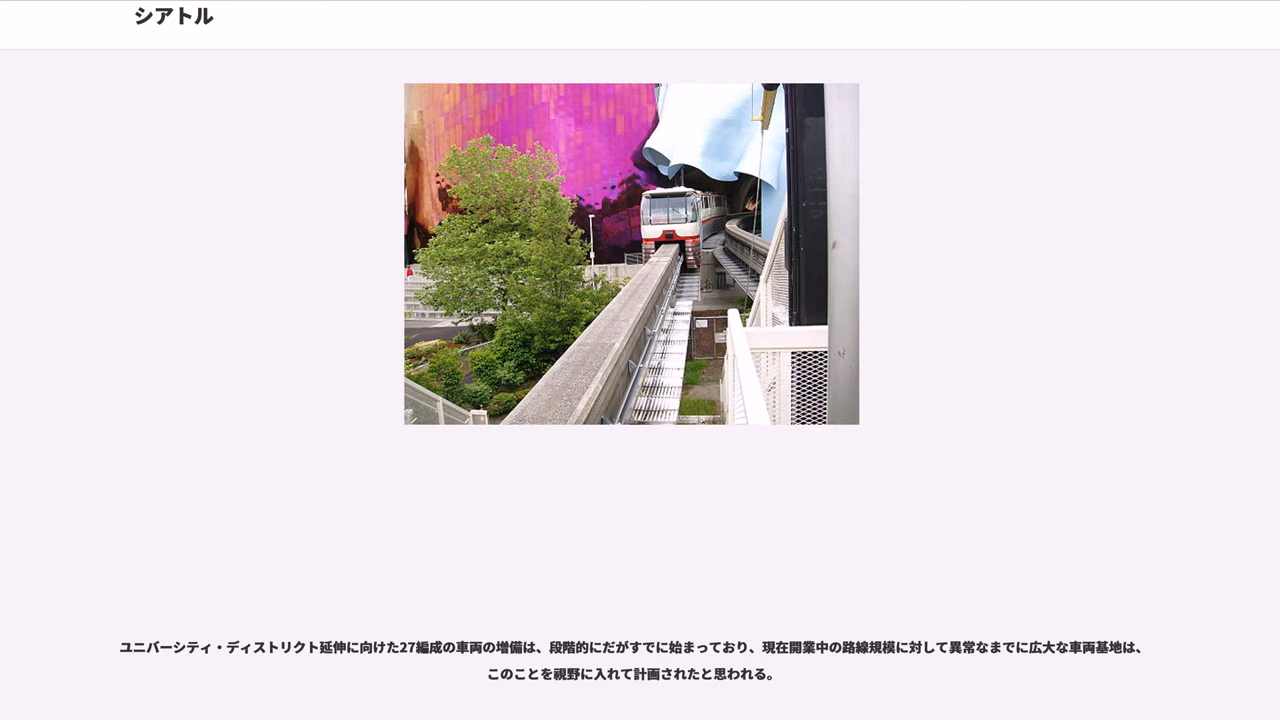 シアトル
ユニバーシティ・ディストリクト延伸に向けた27編成の車両の増備は、段階的にだがすでに始まっており、現在開業中の路線規模に対して異常なまでに広大な車両基地は、
このことを視野に入れて計画されたと思われる。